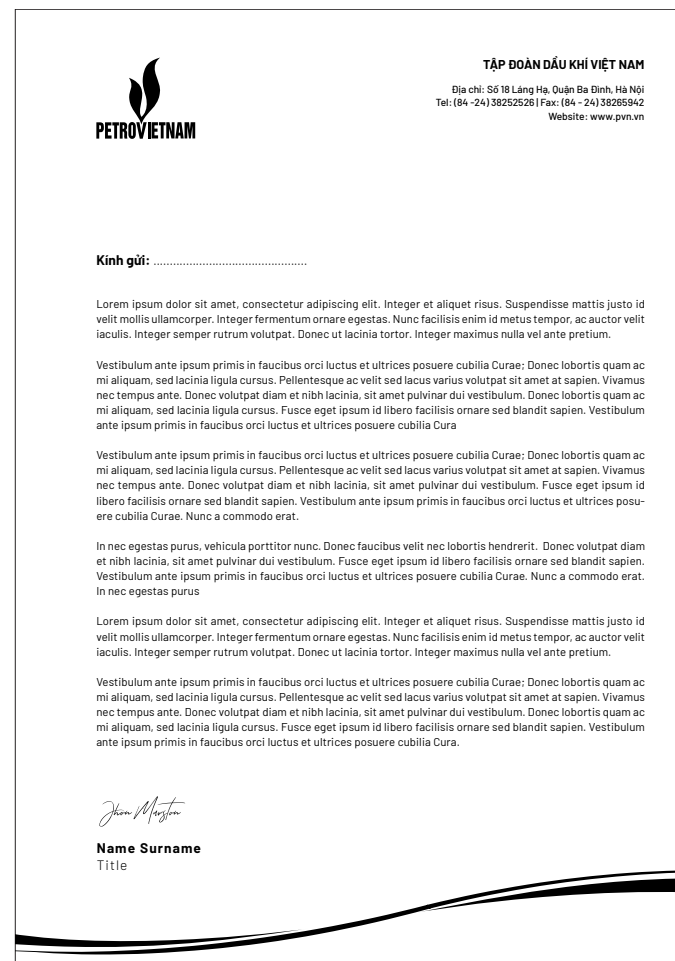 PETROVIETNAM
TẬP ĐOÀN DẦU KHÍ VIỆT NAM
Địa chỉ: Số 18 Láng Hạ, Quận Ba Đình, Hà Nội
Tel: (84 -24) 38252526 | Fax: (84 - 24) 38265942
Website: www.pvn.vn
Kính gửi: ...............................................
Lorem ipsum dolor sit amet, consectetur adipiscing elit. Integer et aliquet risus. Suspendisse mattis justo id
velit mollis ullamcorper. Integer fermentum ornare egestas. Nunc facilisis enim id metus tempor, ac auctor velit
iaculis. Integer semper rutrum volutpat. Donec ut lacinia tortor. Integer maximus nulla vel ante pretium.
Vestibulum ante ipsum primis in faucibus orci luctus et ultrices posuere cubilia Curae; Donec lobortis quam ac
mi aliquam, sed lacinia ligula cursus. Pellentesque ac velit sed lacus varius volutpat sit amet at sapien. Vivamus
nec tempus ante. Donec volutpat diam et nibh lacinia, sit amet pulvinar dui vestibulum. Donec lobortis quam ac
mi aliquam, sed lacinia ligula cursus. Fusce eget ipsum id libero facilisis ornare sed blandit sapien. Vestibulum
ante ipsum primis in faucibus orci luctus et ultrices posuere cubilia Cura
Vestibulum ante ipsum primis in faucibus orci luctus et ultrices posuere cubilia Curae; Donec lobortis quam ac
mi aliquam, sed lacinia ligula cursus. Pellentesque ac velit sed lacus varius volutpat sit amet at sapien. Vivamus
nec tempus ante. Donec volutpat diam et nibh lacinia, sit amet pulvinar dui vestibulum. Fusce eget ipsum id
libero facilisis ornare sed blandit sapien. Vestibulum ante ipsum primis in faucibus orci luctus et ultrices posu-
ere cubilia Curae. Nunc a commodo erat.
In nec egestas purus, vehicula porttitor nunc. Donec faucibus velit nec lobortis hendrerit. Donec volutpat diam
et nibh lacinia, sit amet pulvinar dui vestibulum. Fusce eget ipsum id libero facilisis ornare sed blandit sapien.
Vestibulum ante ipsum primis in faucibus orci luctus et ultrices posuere cubilia Curae. Nunc a commodo erat.
In nec egestas purus
Lorem ipsum dolor sit amet, consectetur adipiscing elit. Integer et aliquet risus. Suspendisse mattis justo id
velit mollis ullamcorper. Integer fermentum ornare egestas. Nunc facilisis enim id metus tempor, ac auctor velit
iaculis. Integer semper rutrum volutpat. Donec ut lacinia tortor. Integer maximus nulla vel ante pretium.
Vestibulum ante ipsum primis in faucibus orci luctus et ultrices posuere cubilia Curae; Donec lobortis quam ac
mi aliquam, sed lacinia ligula cursus. Pellentesque ac velit sed lacus varius volutpat sit amet at sapien. Vivamus
nec tempus ante. Donec volutpat diam et nibh lacinia, sit amet pulvinar dui vestibulum. Donec lobortis quam ac
mi aliquam, sed lacinia ligula cursus. Fusce eget ipsum id libero facilisis ornare sed blandit sapien. Vestibulum
ante ipsum primis in faucibus orci luctus et ultrices posuere cubilia Cura.
Jhon Marston
Name Surname
Title